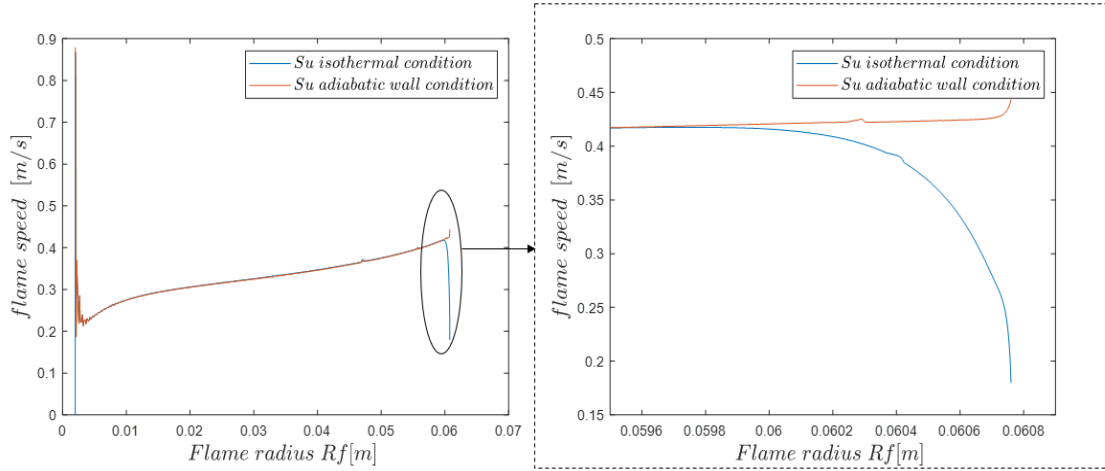 0.9
0.8
0.7
0.6
0.5
0.4
0.3
0.2
0.1
0
flame speed [m/s]
0 0.01 0.02 0.03 0.04 0.05 0.06 0.07
Flame radius Rf[m]
Su isothermal condition
Su adiabatic wall condition
0.5
0.45
0.4
0.35
0.3
0.25
0.2
0.15
flame speed [m/s]
0.0596 0.0598 0.06 0.0602 0.0604 0.0606 0.0608
Flame radius Rf[m]
Su isothermal condition
Su adiabatic wall condition